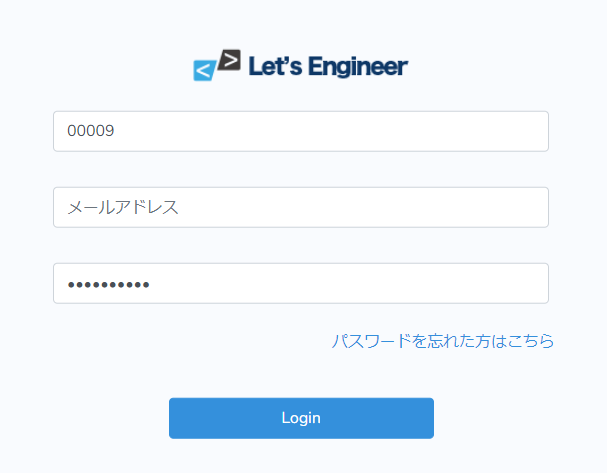 <> Let's Engineer
00009
メールアドレス
••••••••••
パスワードを忘れた方はこちら
Login